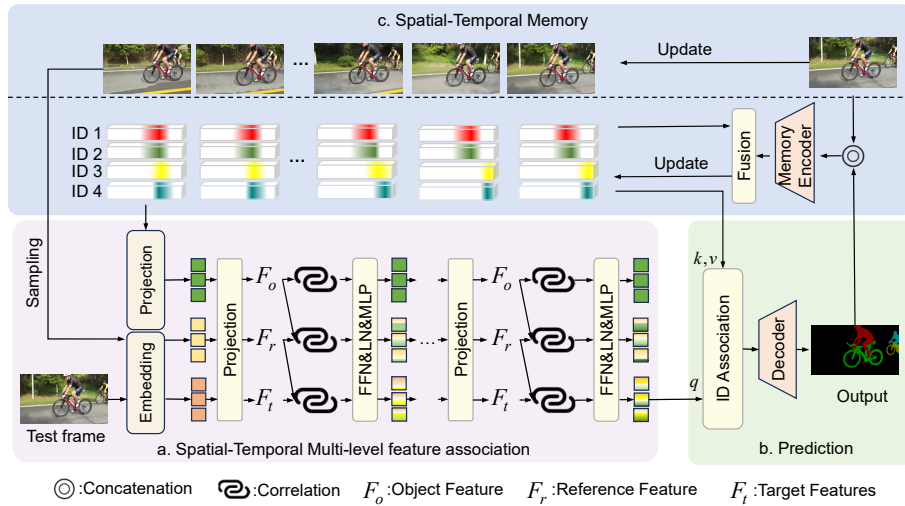 c. Spatial-Temporal Memory
...
Update
ID 1
ID 2
ID 3
ID 4
...
Update
Fusion
Memory Encoder
Sampling
Projection
Embedding
Test frame
Projection
F_o
F_r
F_t
FFN&LN&MLP
... ...
Projection
F_o
F_r
F_t
FFN&LN&MLP
k,v
q
ID Association
Decoder
Output
a. Spatial-Temporal Multi-level feature association
b. Prediction
:Concatenation :Correlation F_o :Object Feature F_r :Reference Feature F_t :Target Features